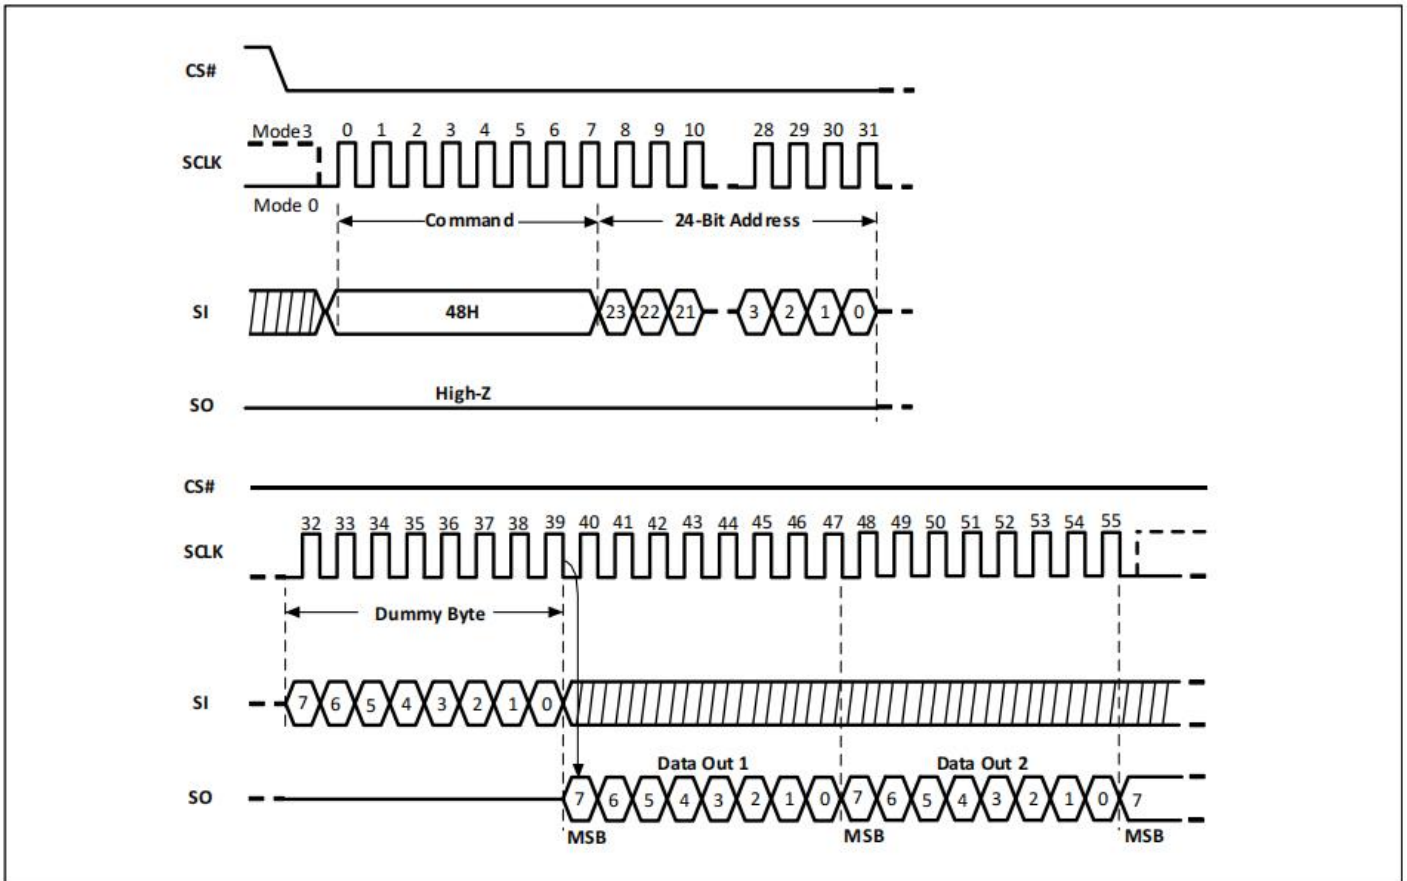 CS#
Mode3 0 1 2 3 4 5 6 7 8 9 10 28 29 30 31
SCLK
Mode 0
Command 24-Bit Address
SI 48H 23 22 21 3 2 1 0
High-Z
SO
CS#
32 33 34 35 36 37 38 39 40 41 42 43 44 45 46 47 48 49 50 51 52 53 54 55
SCLK
Dummy Byte
SI 7 6 5 4 3 2 1 0
Data Out 1 Data Out 2
SO 7 6 5 4 3 2 1 0 7 6 5 4 3 2 1 0 7
MSB MSB MSB